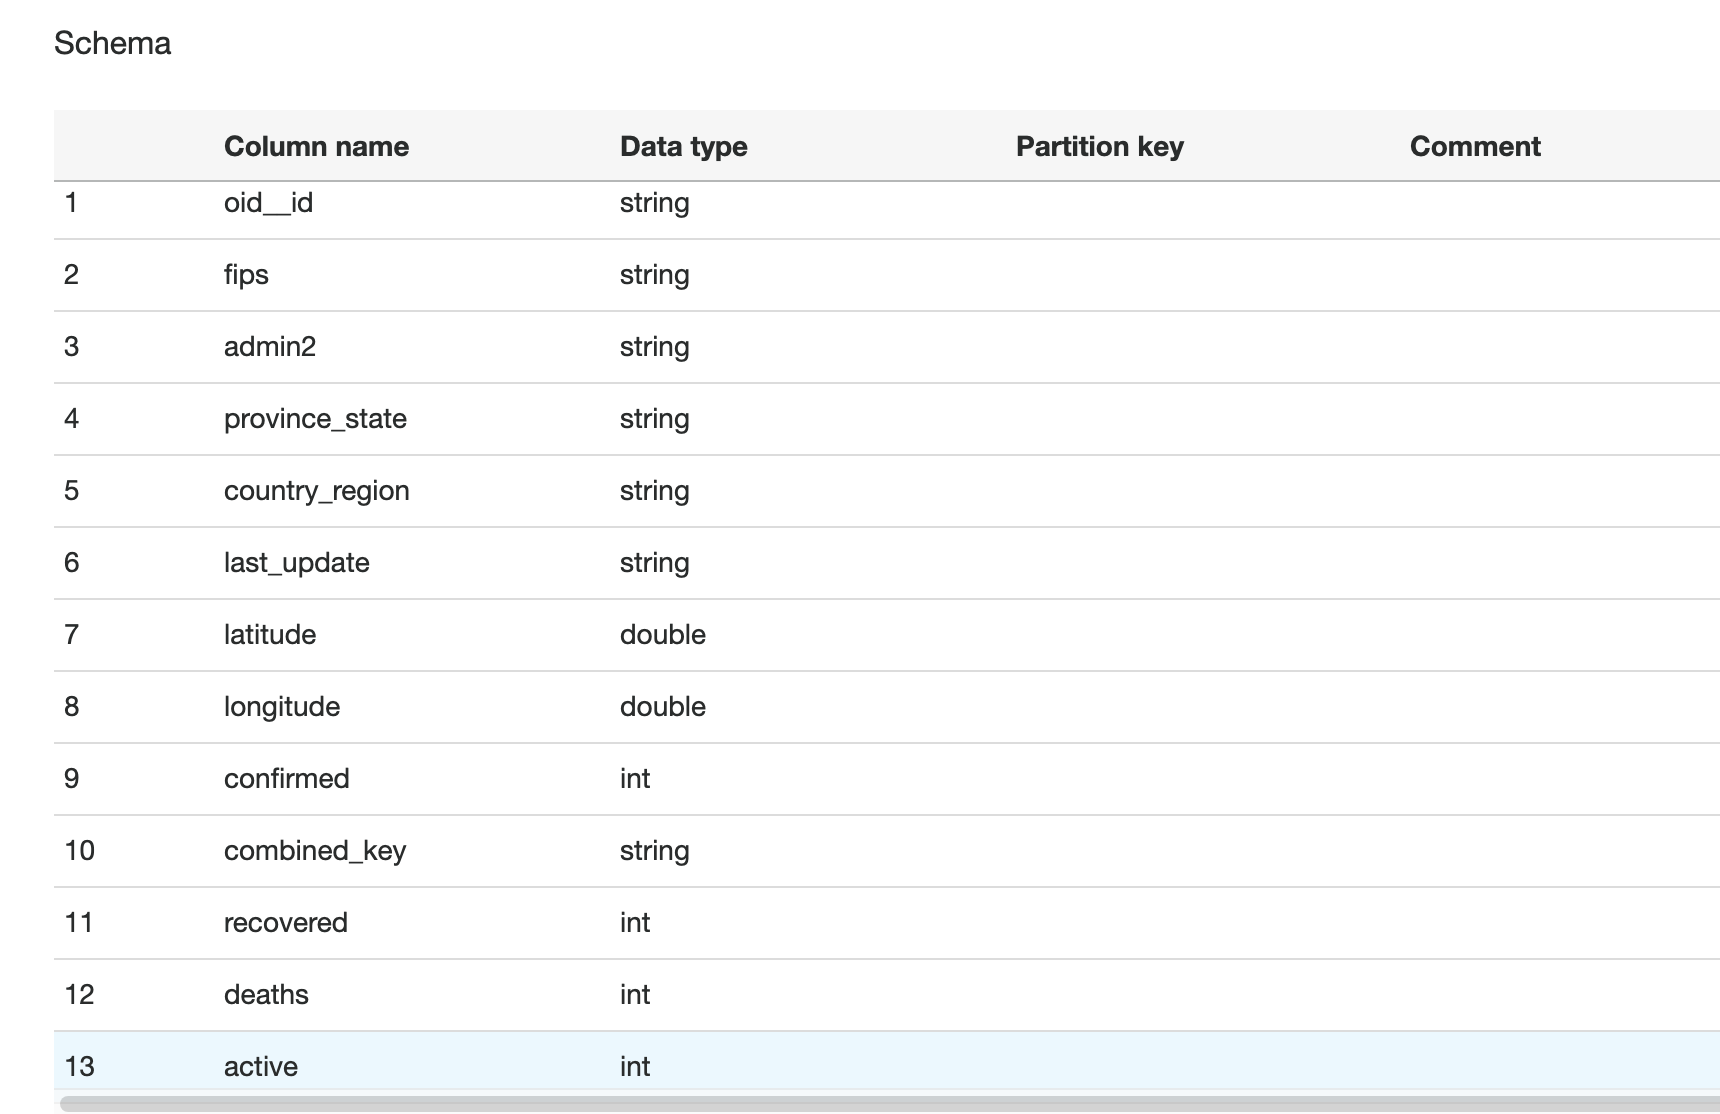 Schema
Column name Data type Partition key Comment
1 oid__id string
2 fips string
3 admin2 string
4 province_state string
5 country_region string
6 last_update string
7 latitude double
8 longitude double
9 confirmed int
10 combined_key string
11 recovered int
12 deaths int
13 active int